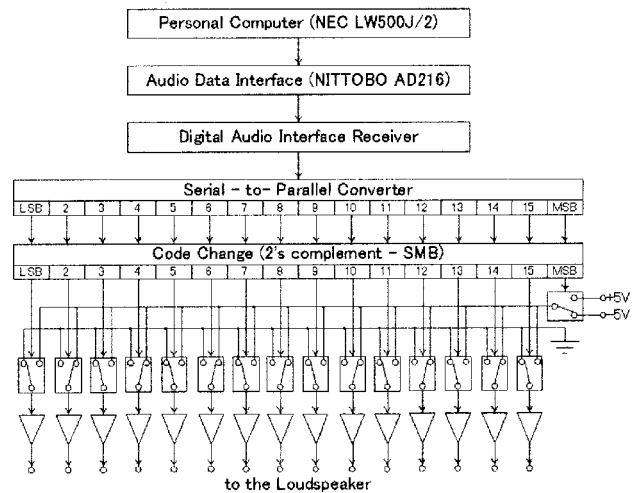 Personal Computer (NEC LW500J/2)
Audio Data Interface (NITTOBO AD216)
Digital Audio Interface Receiver
Serial - to- Parallel Converter
LSB 2 3 4 5 6 7 8 9 10 11 12 13 14 15 MSB
Code Change (2's complement - SMB)
LSB 2 3 4 5 6 7 8 9 10 11 12 13 14 15 MSB
+5V
-5V
to the Loudspeaker